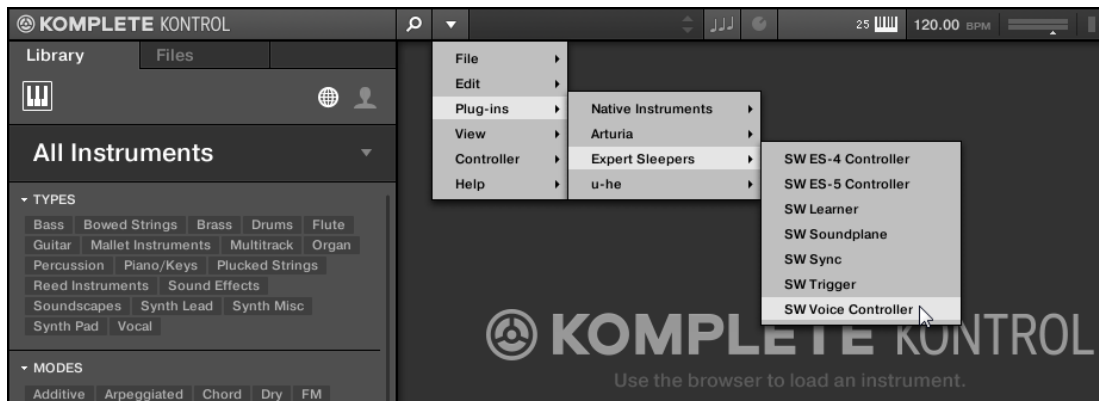 KOMPLETE KONTROL
25
120.00 BPM
Library
Files
All Instruments
TYPES
Bass Bowed Strings Brass Drums Flute
Guitar Mallet Instruments Multitrack Organ
Percussion Piano/Keys Plucked Strings
Reed Instruments Sound Effects
Soundscapes Synth Lead Synth Misc
Synth Pad Vocal
MODES
Additive Arpeggiated Chord Dry FM
File
Edit
Plug-ins
View
Controller
Help
Native Instruments
Arturia
Expert Sleepers
u-he
SW ES-4 Controller
SW ES-5 Controller
SW Learner
SW Soundplane
SW Sync
SW Trigger
SW Voice Controller
KOMPLETE KONTROL
Use the browser to load an instrument.